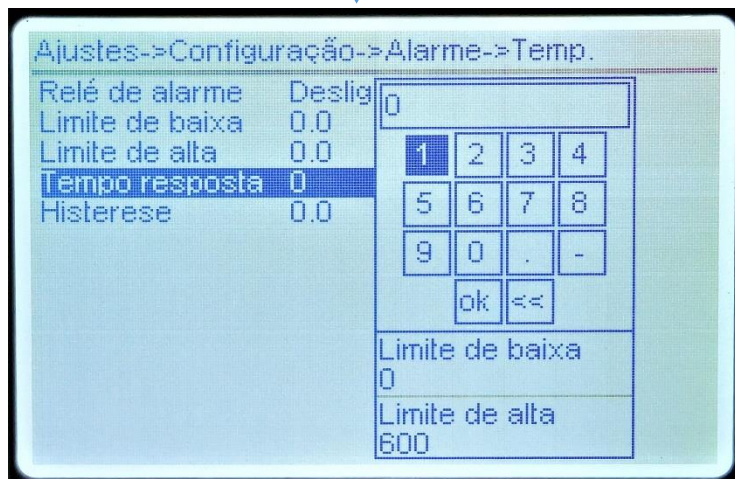 Ajustes->Configuração->Alarme->Temp.
Relé de alarme Deslig
Limite de baixa 0.0
Limite de alta 0.0
Tempo resposta 0
Histerese 0.0
0
1 2 3 4
5 6 7 8
9 0 . -
ok <<
Limite de baixa
0
Limite de alta
600